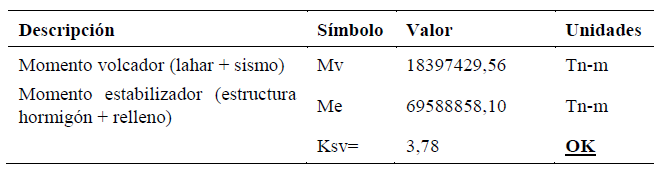 Descripción Símbolo Valor Unidades
Momento volcador (lahar + sismo) Mv 18397429,56 Tn-m
Momento estabilizador (estructura
hormigón + relleno) Me 69588858,10 Tn-m
Ksv= 3,78 OK